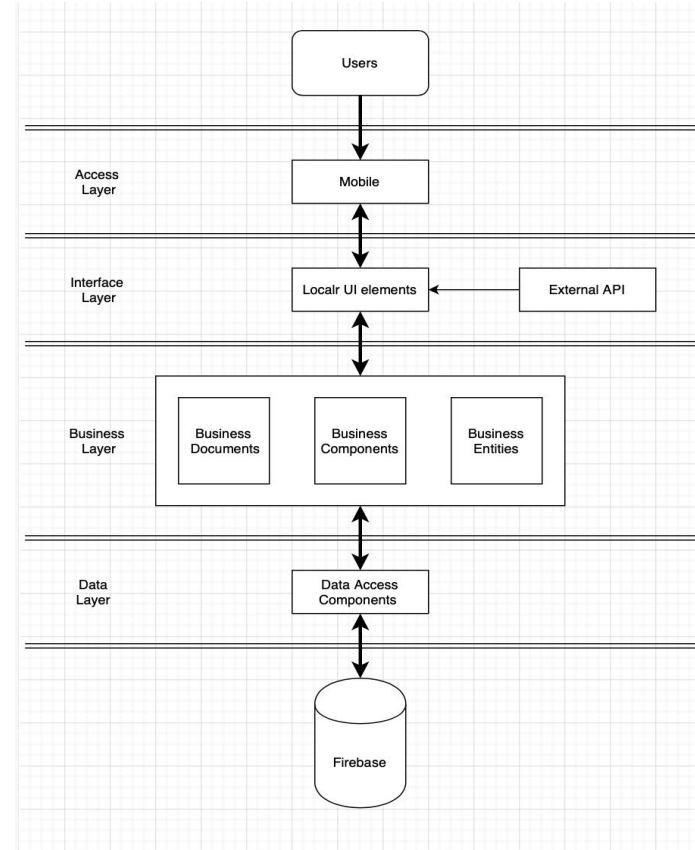 Users
Access
Layer
Mobile
Interface
Layer
Localr UI elements
External API
Business
Layer
Business
Documents
Business
Components
Business
Entities
Data
Layer
Data Access
Components
Firebase